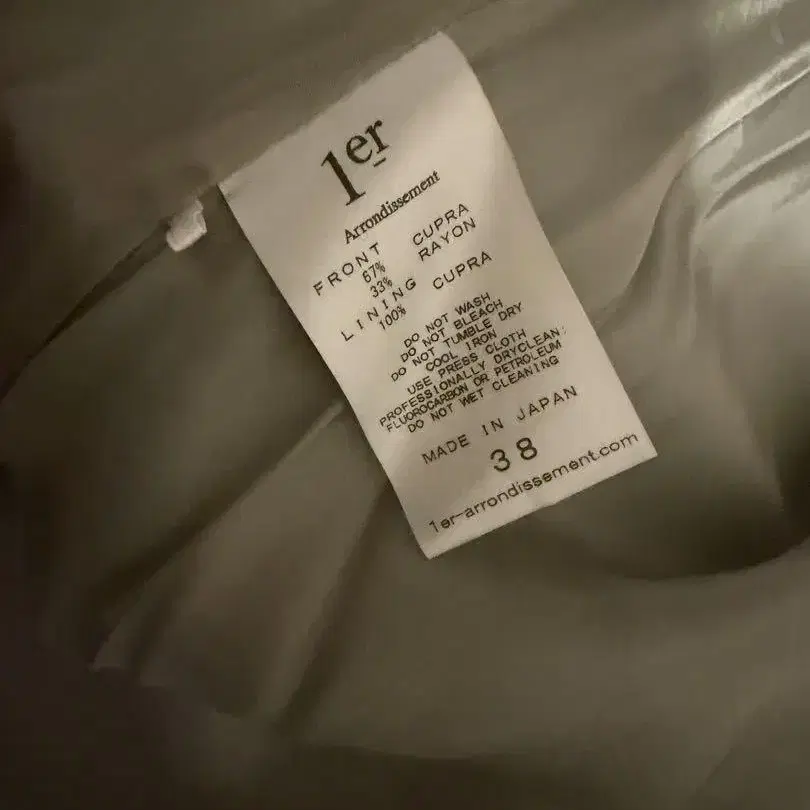 1er
Arrondissement
FRONT CUPRA
67% RAYON
33%
LINING CUPRA
100%
DO NOT WASH
DO NOT BLEACH
DO NOT TUMBLE DRY
COOL IRON
USE PRESS CLOTH
PROFESSIONALLY DRYCLEAN:
FLUOROCARBON OR PETROLEUM
DO NOT WET CLEANING
MADE IN JAPAN
38
1er-arrondissement.com